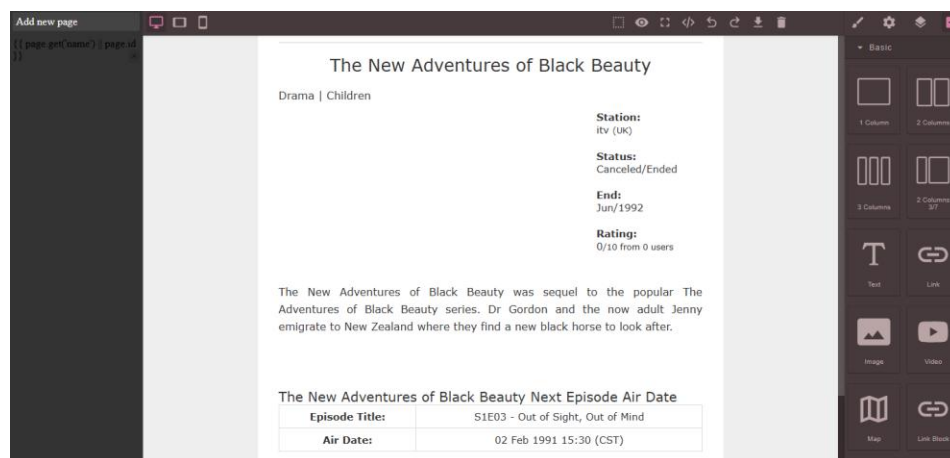 Add new page
{{ page.get('name') || page.id
}}
The New Adventures of Black Beauty
Drama | Children
Station:
itv (UK)
Status:
Canceled/Ended
End:
Jun/1992
Rating:
0/10 from 0 users
The New Adventures of Black Beauty was sequel to the popular The
Adventures of Black Beauty series. Dr Gordon and the now adult Jenny
emigrate to New Zealand where they find a new black horse to look after.
The New Adventures of Black Beauty Next Episode Air Date
Episode Title: S1E03 - Out of Sight, Out of Mind
Air Date: 02 Feb 1991 15:30 (CST)
Basic
1 Column 2 Columns
3 Columns 2 Columns
3/7
Text Link
Image Video
Map Link Block